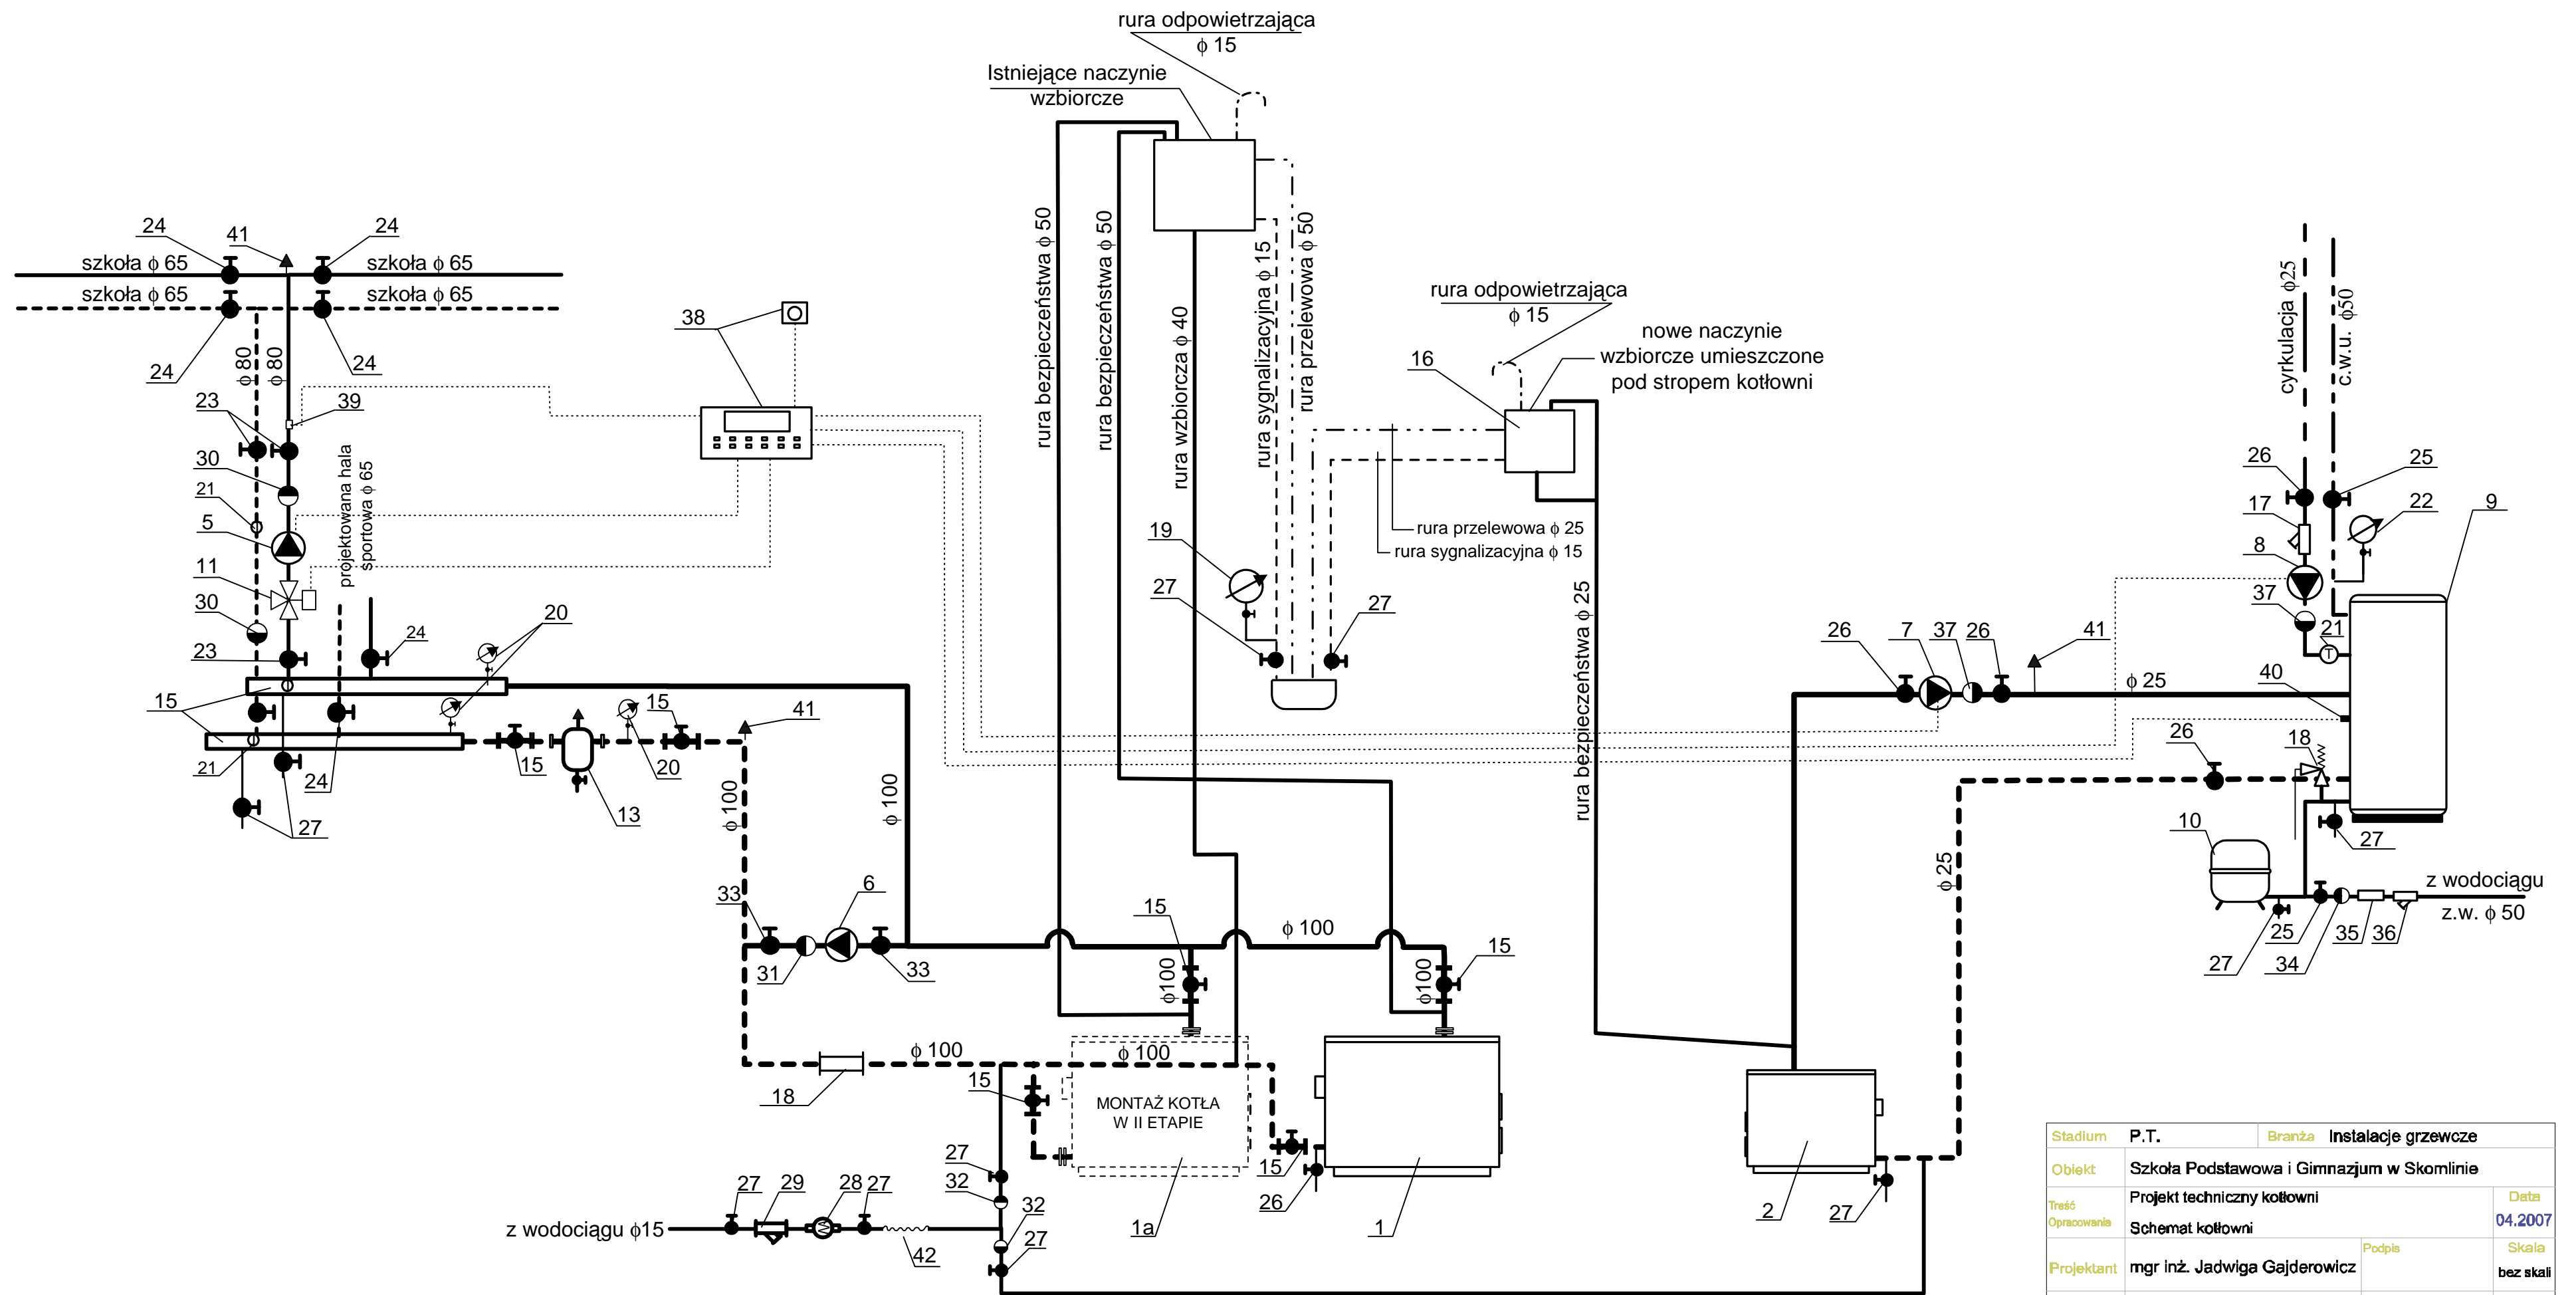 rura odpowietrzająca
ϕ 15
Istniejące naczynie
wzbiorcze
24
41
24
szkoła ϕ 65
szkoła ϕ 65
szkoła ϕ 65
szkoła ϕ 65
24
24
ϕ 80
ϕ 80
38
23
39
30
21
5
11
30
23
projektowana hala
sportowa ϕ 65
24
20
15
21
24
27
15
13
20
15
41
ϕ 100
ϕ 100
rura bezpieczeństwa ϕ 50
rura bezpieczeństwa ϕ 50
rura wzbiorcza ϕ 40
rura sygnalizacyjna ϕ 15
rura przelewowa ϕ 50
rura odpowietrzająca
ϕ 15
nowe naczynie
wzbiorcze umieszczone
pod stropem kotłowni
16
rura przelewowa ϕ 25
rura sygnalizacyjna ϕ 15
19
27
27
rura bezpieczeństwa ϕ 25
cyrkulacja ϕ25
c.w.u. ϕ50
26
25
17
22
9
8
37
21
T
40
26
7
37
26
41
ϕ 25
26
18
10
27
z wodociągu
z.w. ϕ 50
27
25
34
35
36
ϕ 25
33
6
31
33
15
ϕ 100
15
ϕ100
ϕ100
ϕ 100
ϕ 100
18
15
MONTAŻ KOTŁA
W II ETAPIE
15
26
1a
1
2
27
27
32
27
29
28
27
32
27
z wodociągu ϕ15
42
Stadium P.T. Branża Instalacje grzewcze
Obiekt Szkoła Podstawowa i Gimnazjum w Skomlinie
Treść Opracowania Projekt techniczny kotłowni Data
Schemat kotłowni 04.2007
Projektant mgr inż. Jadwiga Gajderowicz Podpis Skala
bez skali